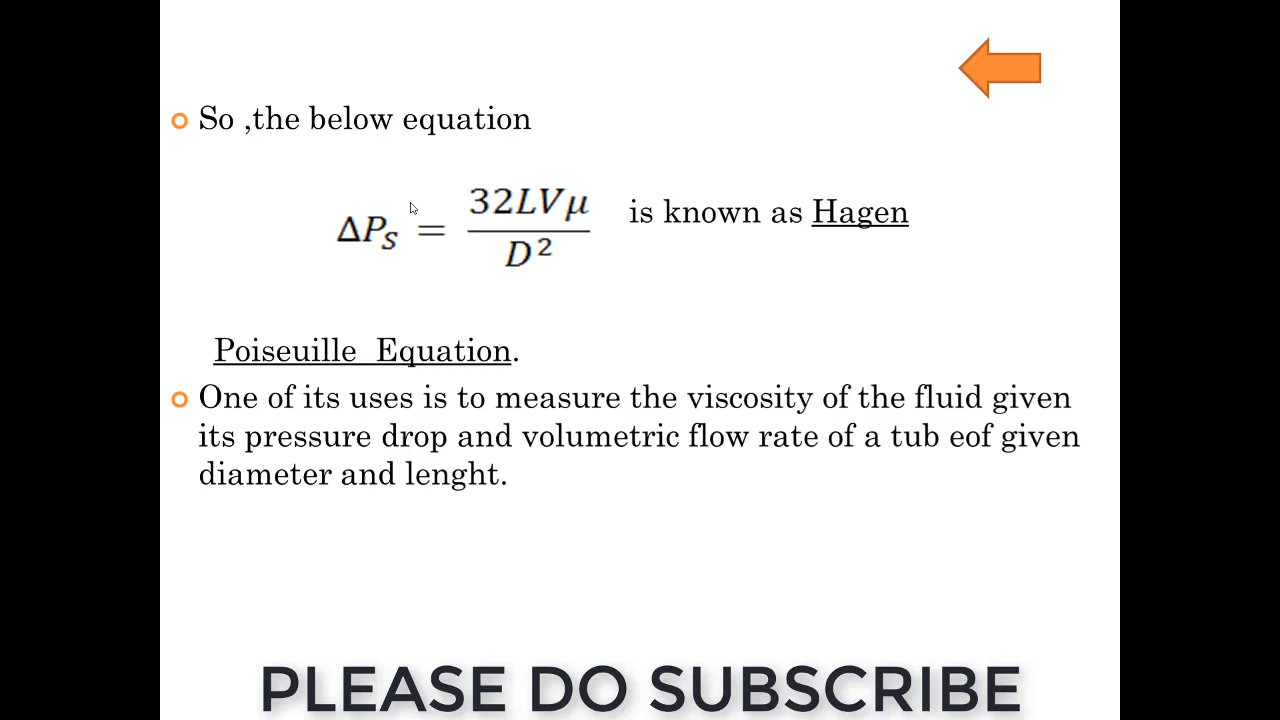 So ,the below equation
ΔP_S = 32LVμ / D² is known as Hagen
Poiseuille Equation.
One of its uses is to measure the viscosity of the fluid given
its pressure drop and volumetric flow rate of a tub eof given
diameter and lenght.
PLEASE DO SUBSCRIBE